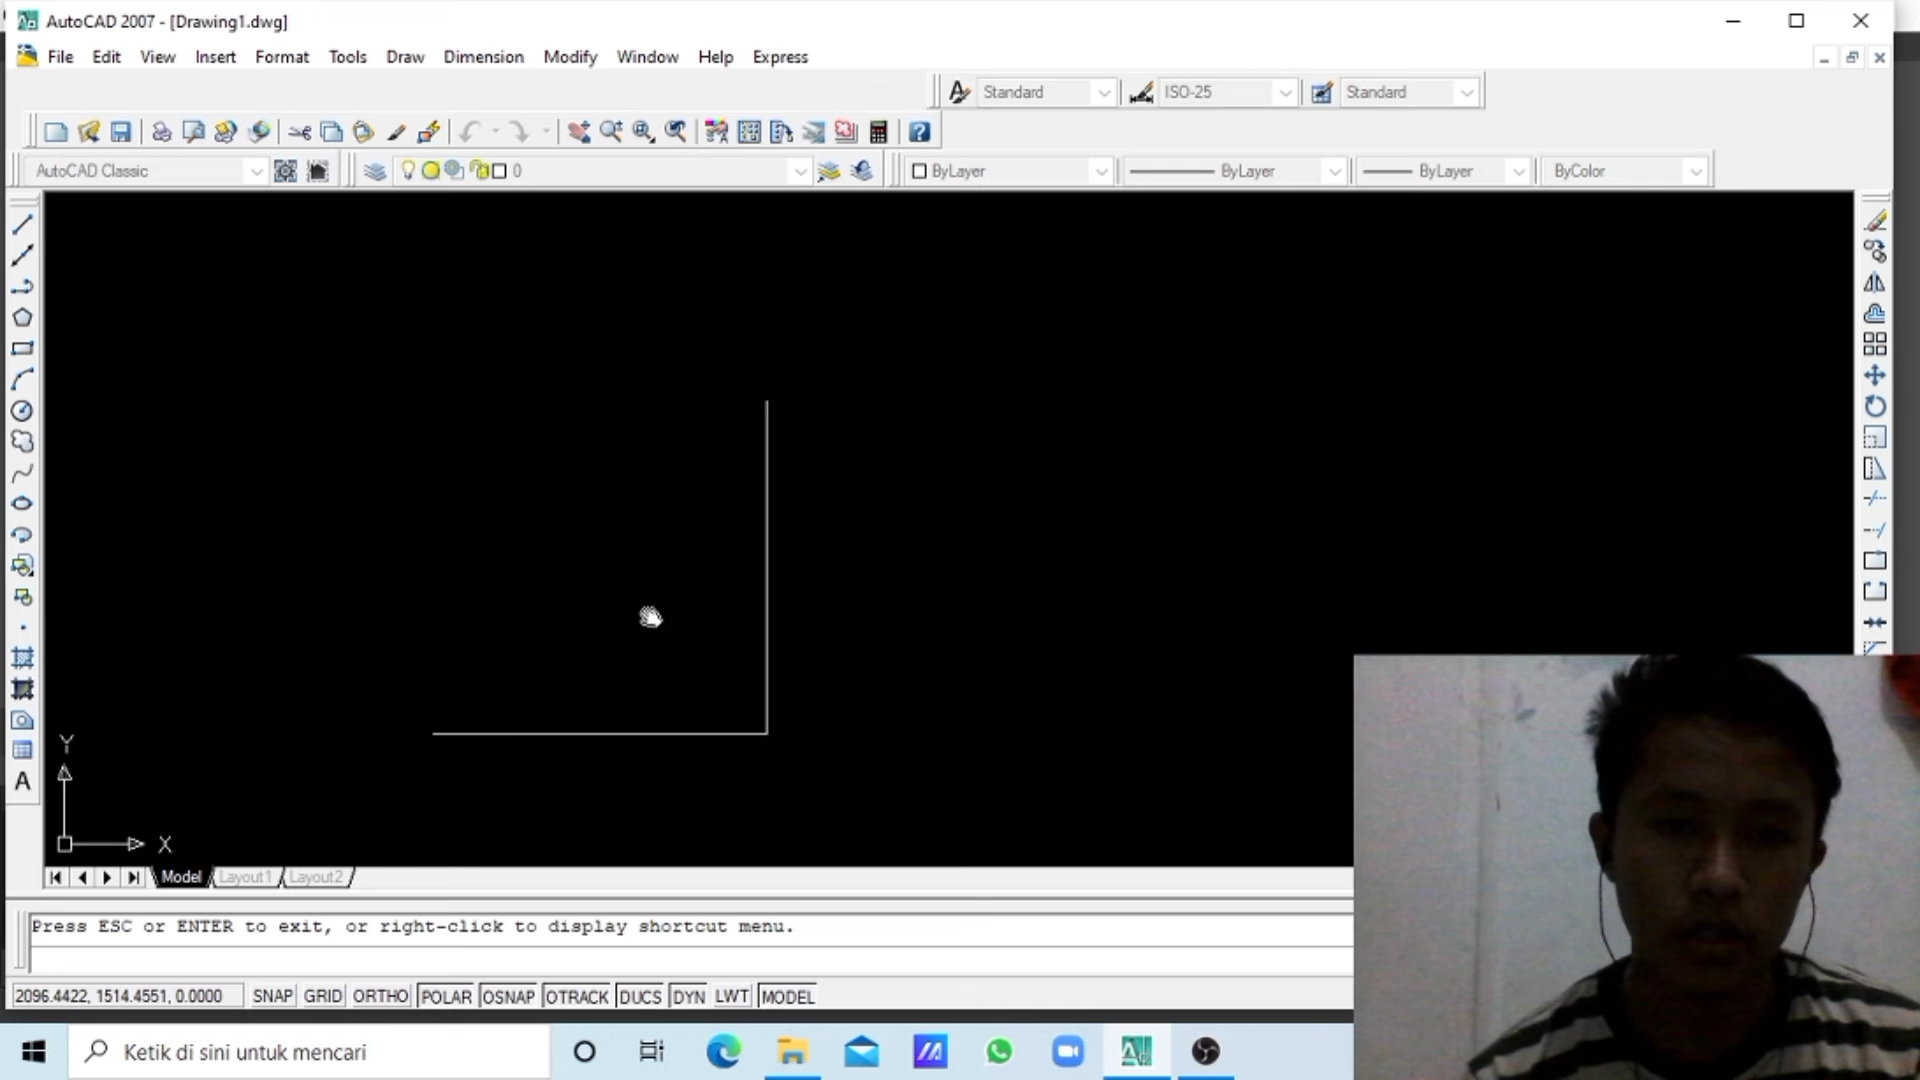 AutoCAD 2007 - [Drawing1.dwg]
File Edit View Insert Format Tools Draw Dimension Modify Window Help Express
Standard ISO-25 Standard
AutoCAD Classic 0 ByLayer ByLayer ByLayer ByColor
A
Y
X
Model Layout1 Layout2
Press ESC or ENTER to exit, or right-click to display shortcut menu.
2096.4422, 1514.4551, 0.0000 SNAP GRID ORTHO POLAR OSNAP OTRACK DUCS DYN LWT MODEL
Ketik di sini untuk mencari